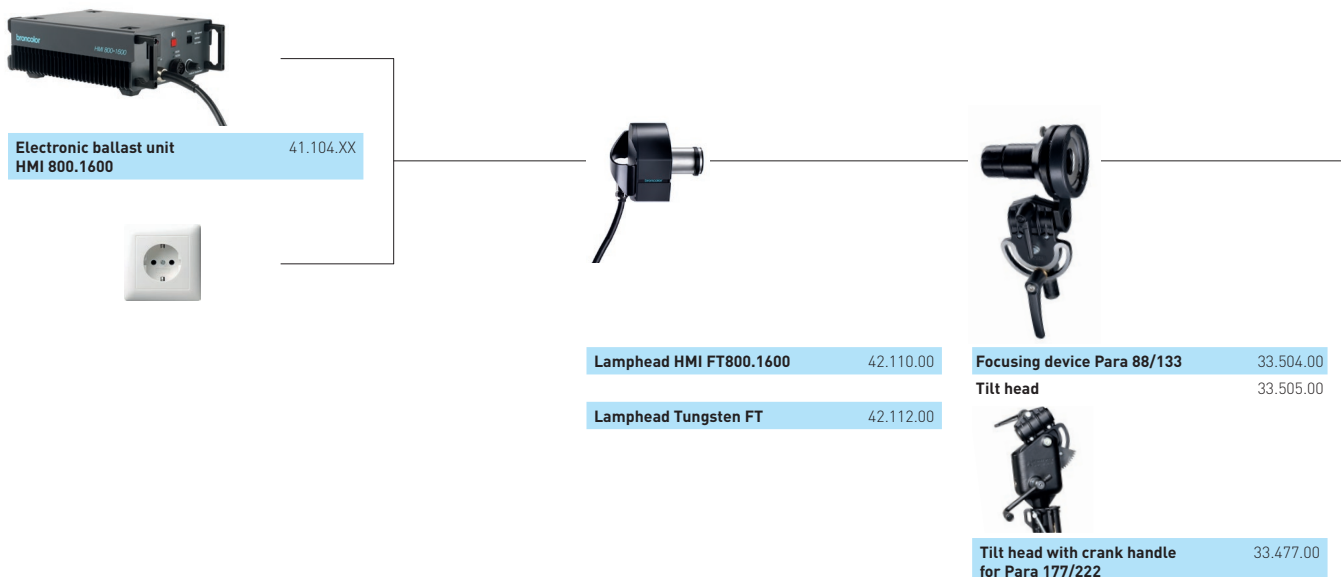 broncolor
HMI 800•1600
Electronic ballast unit 41.104.XX
HMI 800.1600
Lamphead HMI FT800.1600 42.110.00
Lamphead Tungsten FT 42.112.00
Focusing device Para 88/133 33.504.00
Tilt head 33.505.00
Tilt head with crank handle 33.477.00
for Para 177/222